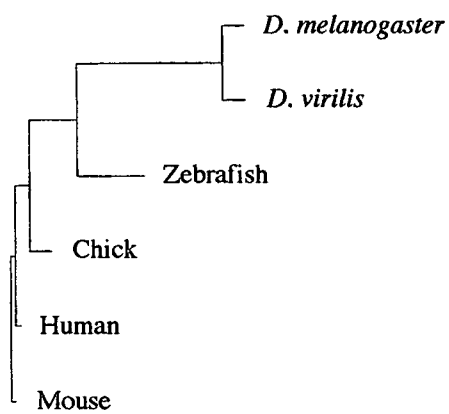 D. melanogaster
D. virilis
Zebrafish
Chick
Human
Mouse